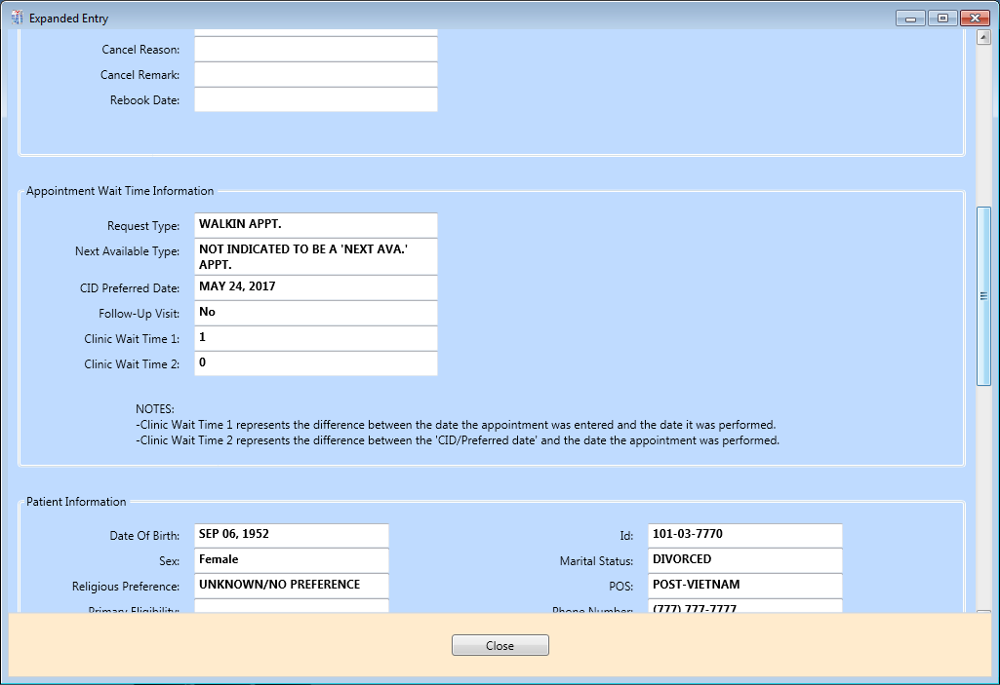 Expanded Entry
Cancel Reason:
Cancel Remark:
Rebook Date:
Appointment Wait Time Information
Request Type: WALKIN APPT.
Next Available Type: NOT INDICATED TO BE A 'NEXT AVA.'
APPT.
CID Preferred Date: MAY 24, 2017
Follow-Up Visit: No
Clinic Wait Time 1: 1
Clinic Wait Time 2: 0
NOTES:
-Clinic Wait Time 1 represents the difference between the date the appointment was entered and the date it was performed.
-Clinic Wait Time 2 represents the difference between the 'CID/Preferred date' and the date the appointment was performed.
Patient Information
Date Of Birth: SEP 06, 1952 Id: 101-03-7770
Sex: Female Marital Status: DIVORCED
Religious Preference: UNKNOWN/NO PREFERENCE POS: POST-VIETNAM
Primary Eligibility: Phone Number: (777) 777-7777
Close